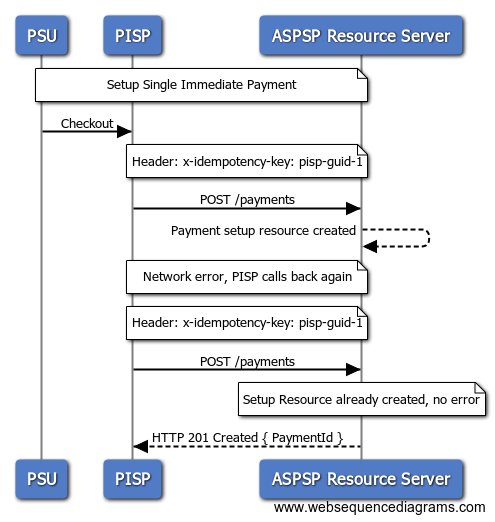 PSU PISP ASPSP Resource Server
Setup Single Immediate Payment
Checkout
Header: x-idempotency-key: pisp-guid-1
POST /payments
Payment setup resource created
Network error, PISP calls back again
Header: x-idempotency-key: pisp-guid-1
POST /payments
Setup Resource already created, no error
HTTP 201 Created { PaymentId }
PSU PISP ASPSP Resource Server
www.websequencediagrams.com